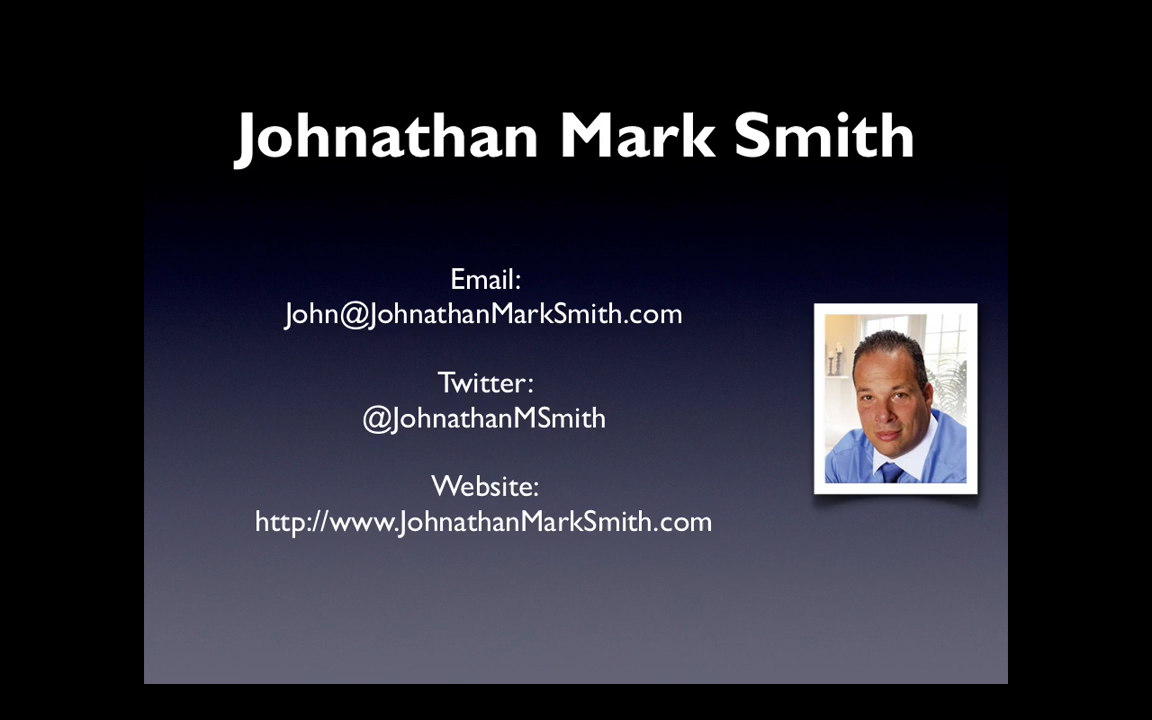 Johnathan Mark Smith
Email:
John@JohnathanMarkSmith.com
Twitter:
@JohnathanMSmith
Website:
http://www.JohnathanMarkSmith.com